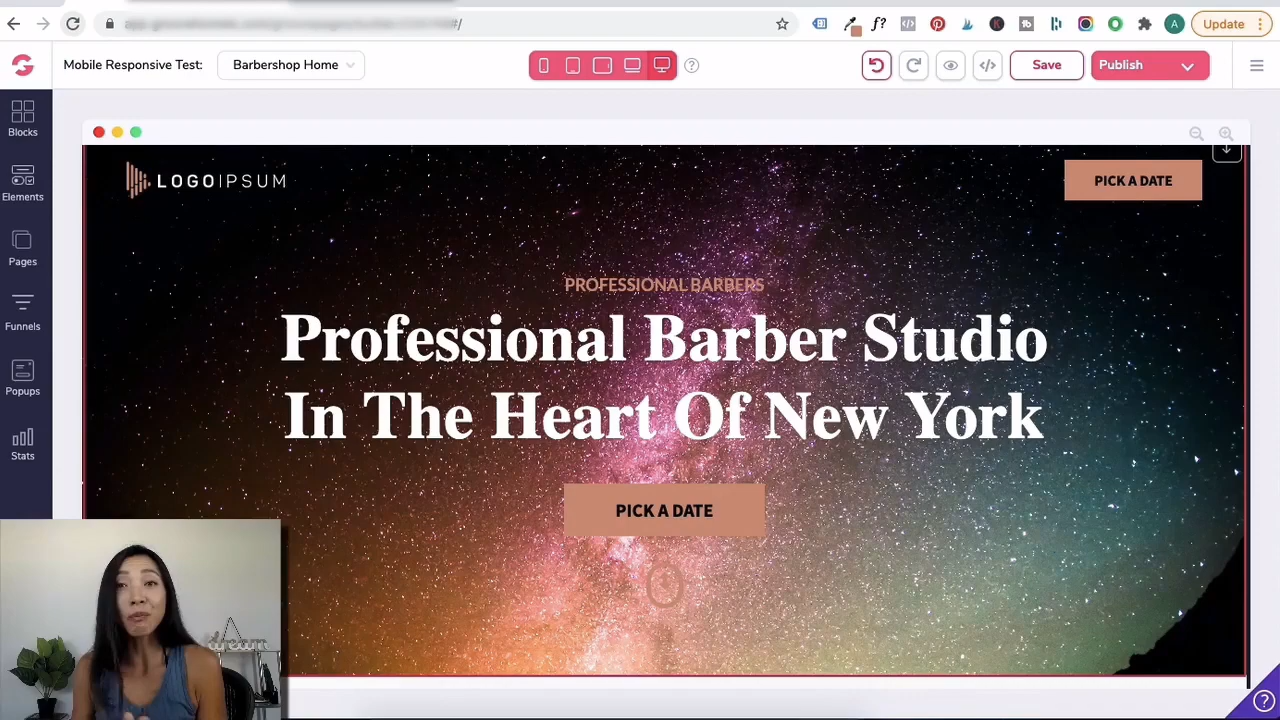 Update
Mobile Responsive Test:
Barbershop Home
Save
Publish
Blocks
Elements
Pages
Funnels
Popups
Stats
LOGOIPSUM
PICK A DATE
PROFESSIONAL BARBERS
Professional Barber Studio
In The Heart Of New York
PICK A DATE
dream